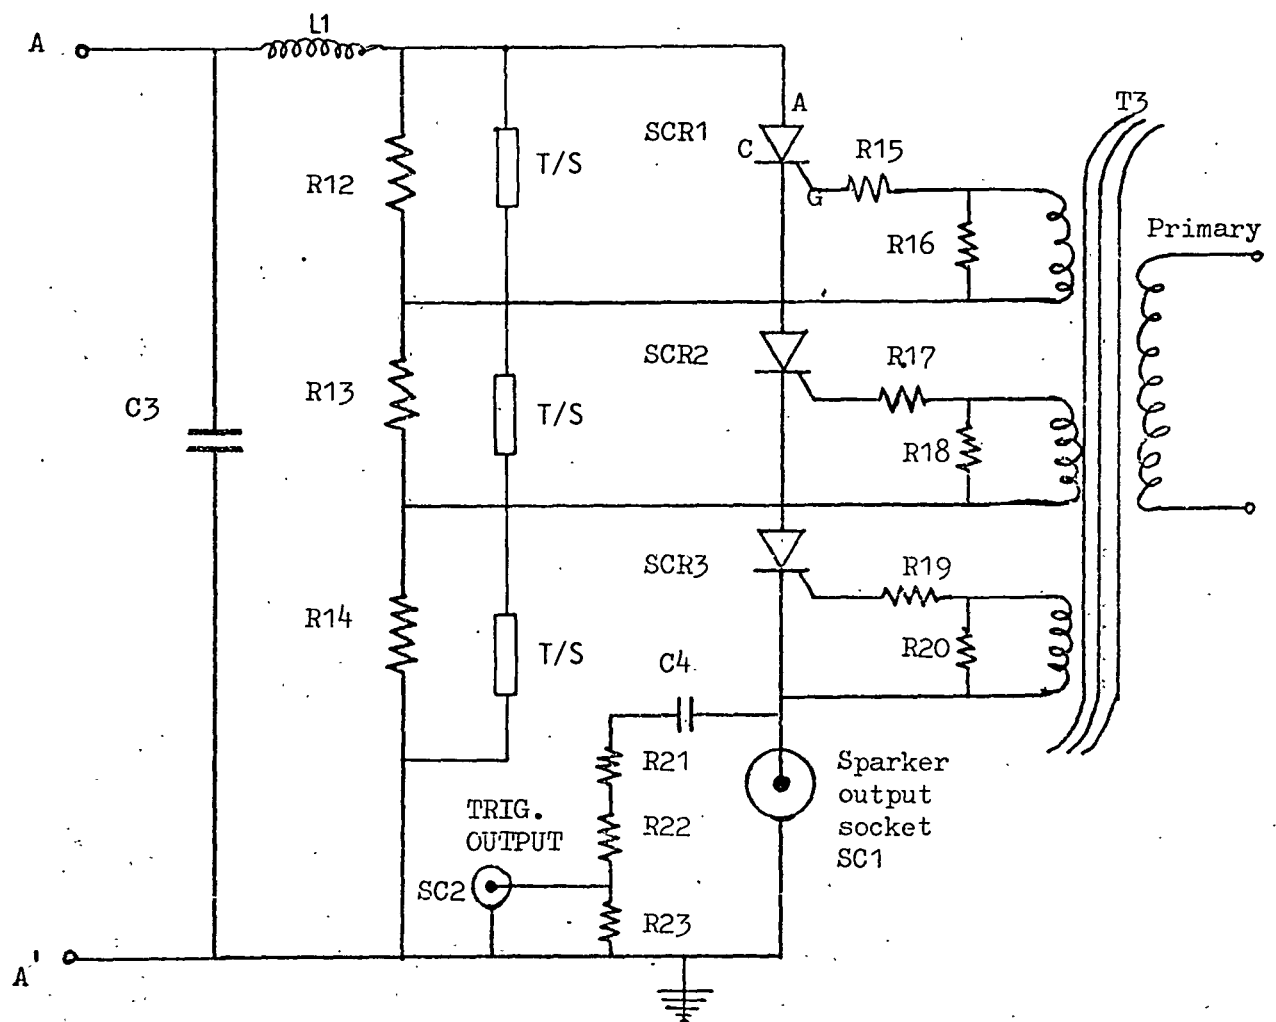 L1
A
T3
A
SCR1
C
R15
T/S
R12
G
R16
Primary
SCR2
R17
R13
T/S
C3
R18
SCR3
R19
R14
T/S
C4
R20
R21
Sparker
output
socket
SC1
TRIG.
OUTPUT
R22
SC2
R23
A'